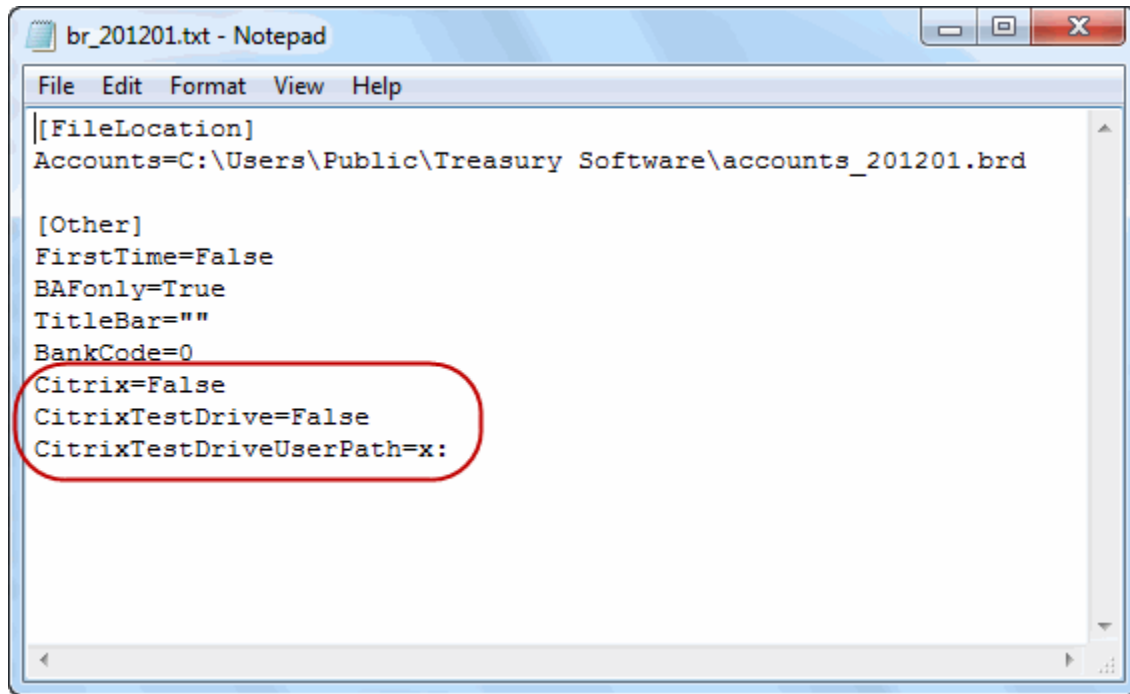 br_201201.txt - Notepad
File Edit Format View Help
[FileLocation]
Accounts=C:\Users\Public\Treasury Software\accounts_201201.brd
[Other]
FirstTime=False
BAFonly=True
TitleBar=""
BankCode=0
Citrix=False
CitrixTestDrive=False
CitrixTestDriveUserPath=x: